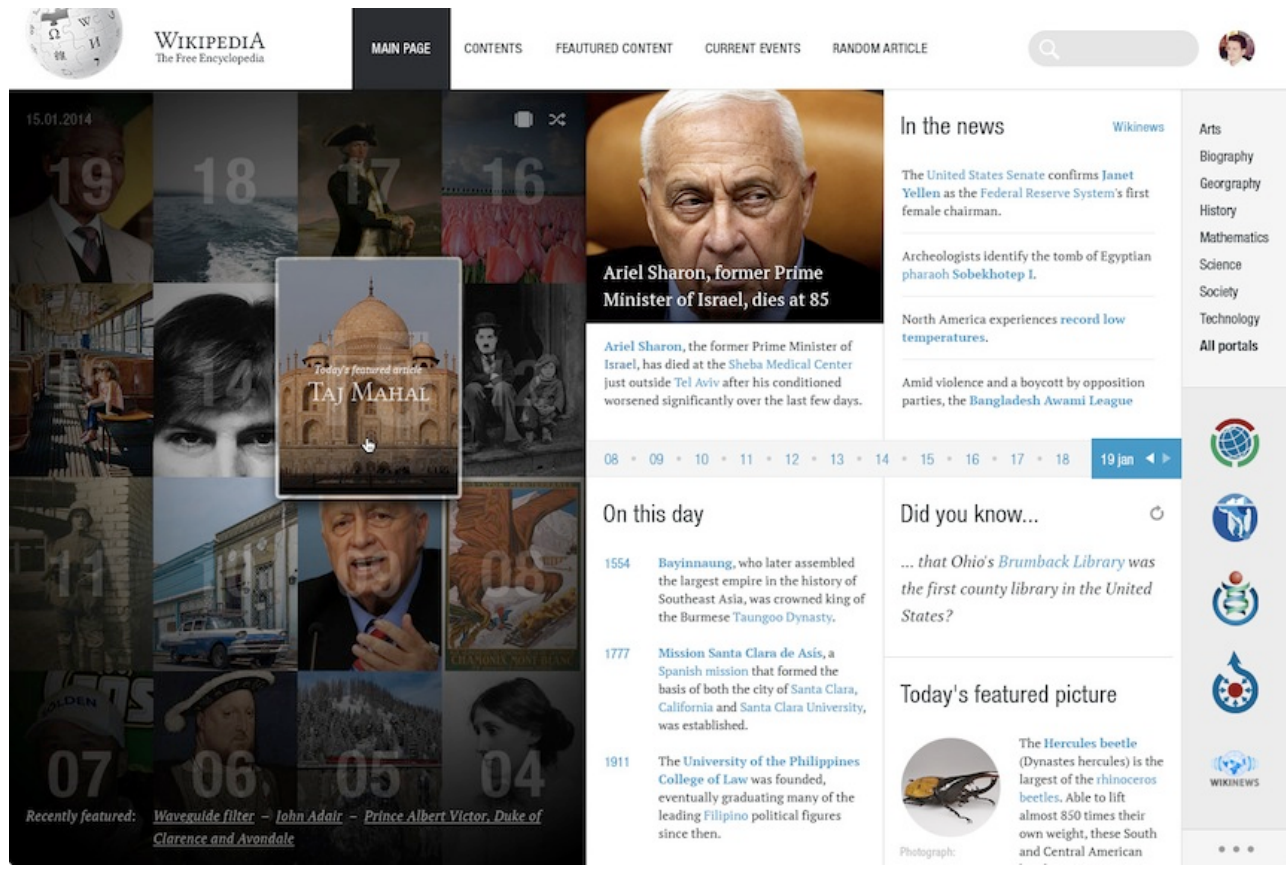 WIKIPEDIA
The Free Encyclopedia
MAIN PAGE
CONTENTS
FEAUTURED CONTENT
CURRENT EVENTS
RANDOM ARTICLE
15.01.2014
19
18
17
16
14
Today's featured article
TAJ MAHAL
11
08
07
06
05
04
GOLDEN
CHAMONIX MONT BLANC
Recently featured: Waveguide filter – John Adair – Prince Albert Victor, Duke of
Clarence and Avondale
Ariel Sharon, former Prime
Minister of Israel, dies at 85
Ariel Sharon, the former Prime Minister of
Israel, has died at the Sheba Medical Center
just outside Tel Aviv after his conditioned
worsened significantly over the last few days.
In the news
Wikinews
The United States Senate confirms Janet
Yellen as the Federal Reserve System's first
female chairman.
Archeologists identify the tomb of Egyptian
pharaoh Sobekhotep I.
North America experiences record low
temperatures.
Amid violence and a boycott by opposition
parties, the Bangladesh Awami League
08 • 09 • 10 • 11 • 12 • 13 • 14 • 15 • 16 • 17 • 18
19 jan
On this day
1554 Bayinnaung, who later assembled
the largest empire in the history of
Southeast Asia, was crowned king of
the Burmese Taungoo Dynasty.
1777 Mission Santa Clara de Asís, a
Spanish mission that formed the
basis of both the city of Santa Clara,
California and Santa Clara University,
was established.
1911 The University of the Philippines
College of Law was founded,
eventually graduating many of the
leading Filipino political figures
since then.
Did you know...
... that Ohio's Brumback Library was
the first county library in the United
States?
Today's featured picture
The Hercules beetle
(Dynastes hercules) is the
largest of the rhinoceros
beetles. Able to lift
almost 850 times their
own weight, these South
and Central American
Photograph:
Arts
Biography
Georgraphy
History
Mathematics
Science
Society
Technology
All portals
WIKINEWS